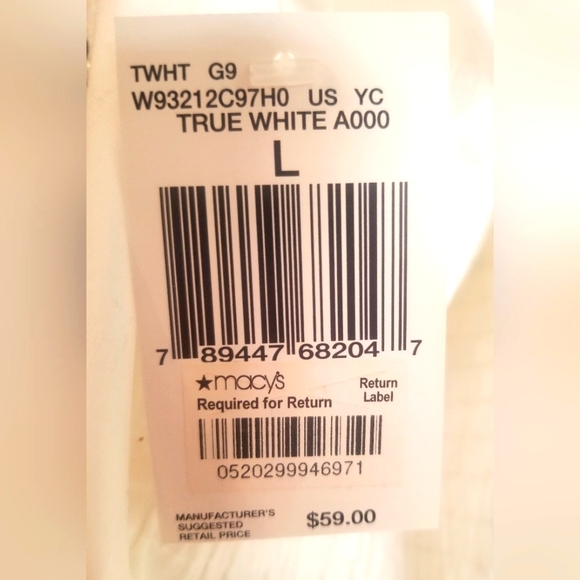 TWHT G9
W93212C97H0 US YC
TRUE WHITE A000
L
7 89447 68204 7
★macy's Return
Required for Return Label
0520299946971
MANUFACTURER'S
SUGGESTED $59.00
RETAIL PRICE